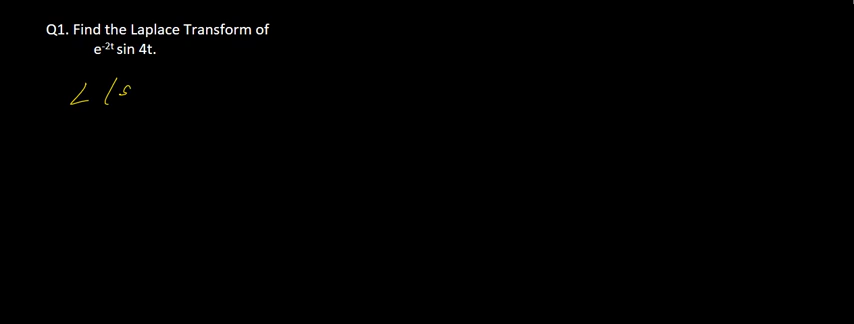 Q1. Find the Laplace Transform of
e⁻²ᵗ sin 4t.
L (s